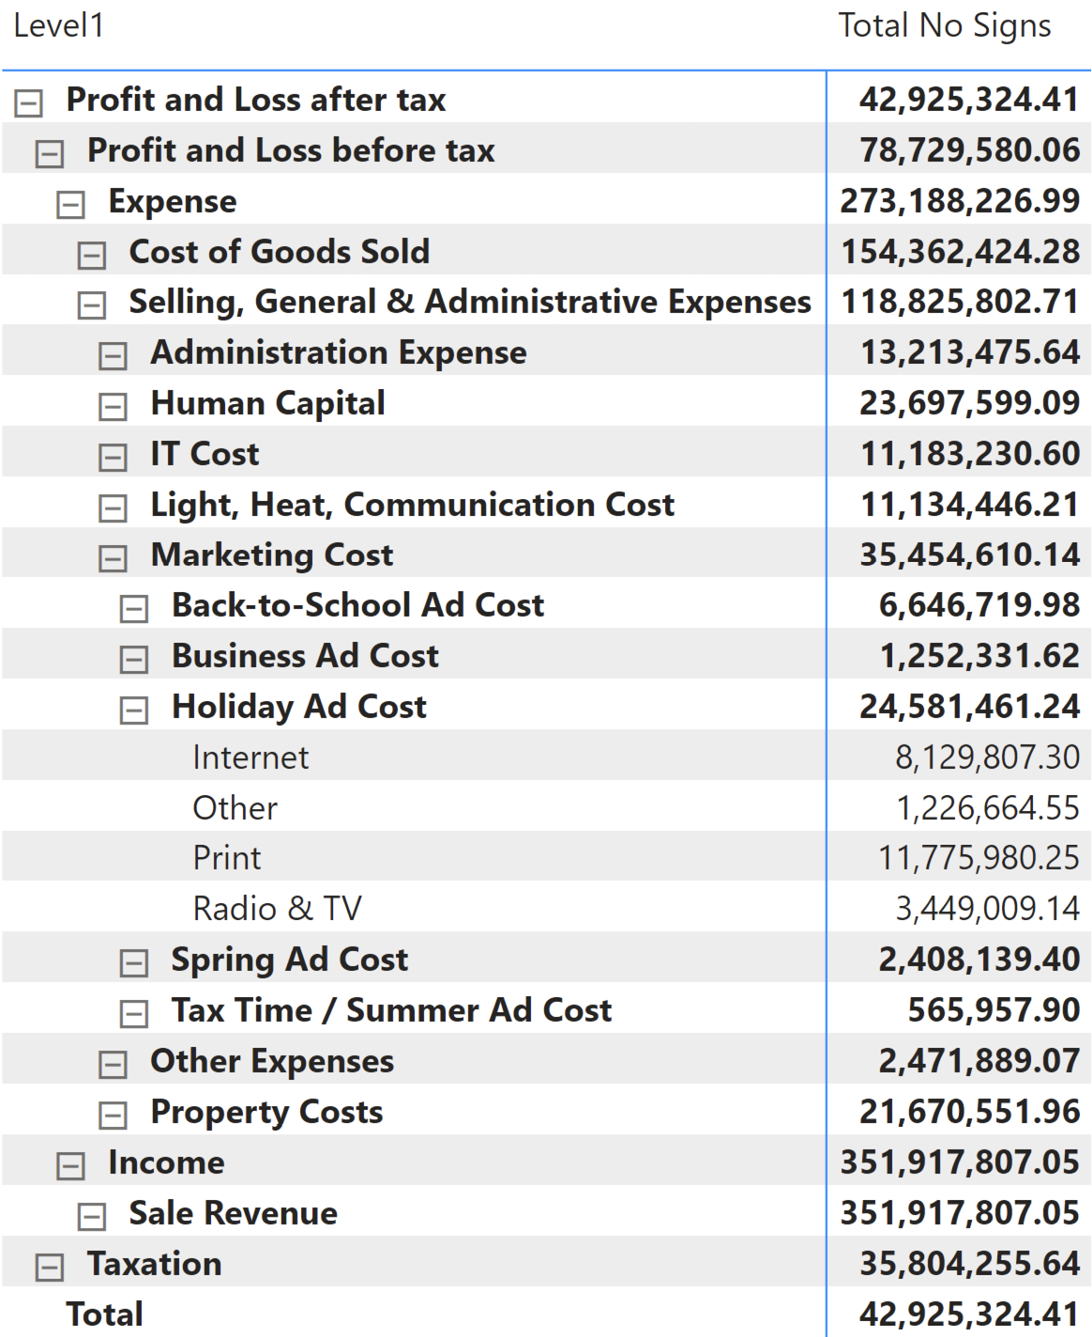 Level1 Total No Signs
Profit and Loss after tax 42,925,324.41
Profit and Loss before tax 78,729,580.06
Expense 273,188,226.99
Cost of Goods Sold 154,362,424.28
Selling, General & Administrative Expenses 118,825,802.71
Administration Expense 13,213,475.64
Human Capital 23,697,599.09
IT Cost 11,183,230.60
Light, Heat, Communication Cost 11,134,446.21
Marketing Cost 35,454,610.14
Back-to-School Ad Cost 6,646,719.98
Business Ad Cost 1,252,331.62
Holiday Ad Cost 24,581,461.24
Internet 8,129,807.30
Other 1,226,664.55
Print 11,775,980.25
Radio & TV 3,449,009.14
Spring Ad Cost 2,408,139.40
Tax Time / Summer Ad Cost 565,957.90
Other Expenses 2,471,889.07
Property Costs 21,670,551.96
Income 351,917,807.05
Sale Revenue 351,917,807.05
Taxation 35,804,255.64
Total 42,925,324.41